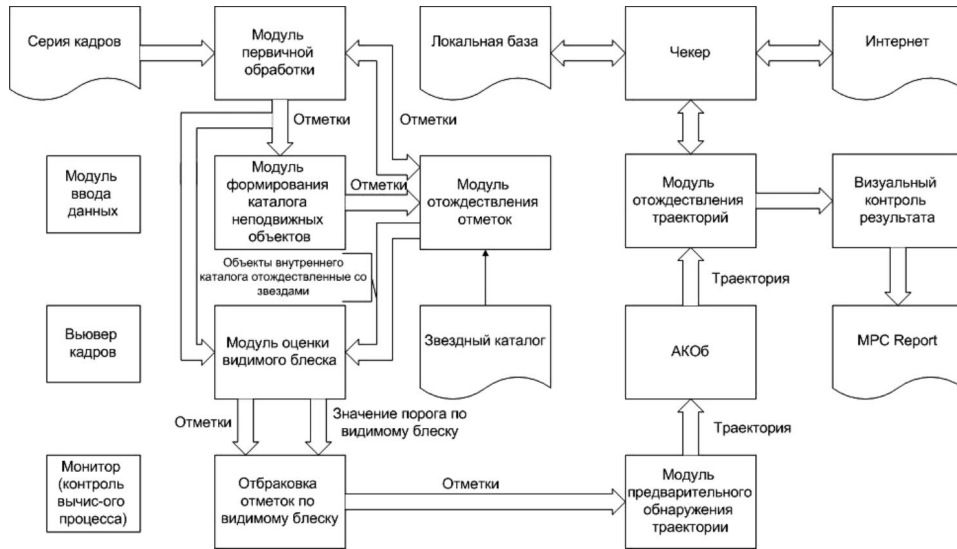 Серия кадров
Модуль
первичной
обработки
Локальная база
Чекер
Интернет
Отметки
Отметки
Модуль
ввода
данных
Модуль
формирования
каталога
неподвижных
объектов
Отметки
Модуль
отождествления
отметок
Модуль
отождествления
траекторий
Визуальный
контроль
результата
Объекты внутреннего
каталога отождествленные со
звездами
Траектория
Вьювер
кадров
Модуль оценки
видимого блеска
Звездный каталог
АКОб
MPC Report
Отметки
Значение порога по
видимого блеску
Траектория
Монитор
(контроль
вычис-ого
процесса)
Отбраковка
отметок по
видимому блеску
Отметки
Модуль
предварительного
обнаружения
траектории